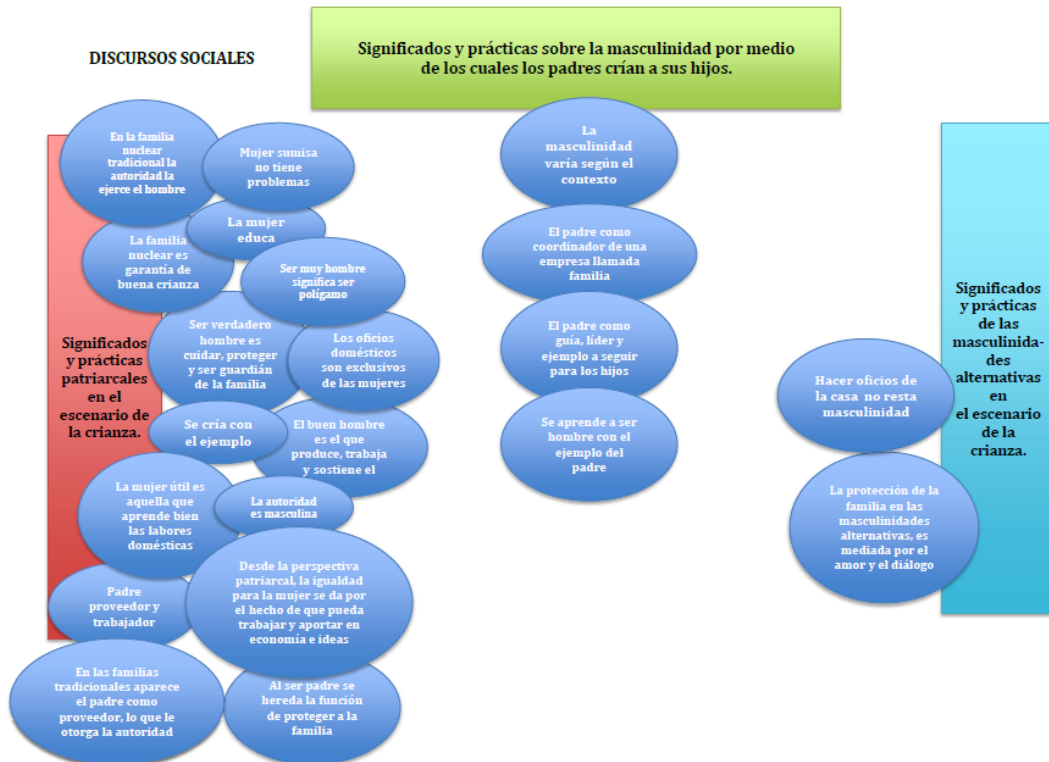 DISCURSOS SOCIALES
Significados y prácticas sobre la masculinidad por medio
de los cuales los padres crían a sus hijos.
Significados
y prácticas
patriarcales
en el
escenario de
la crianza.
En la familia
nuclear
tradicional la
autoridad la
ejerce el hombre
Mujer sumisa
no tiene
problemas
La mujer
educa
La familia
nuclear es
garantía de
buena crianza
Ser muy hombre
significa ser
polígamo
Ser verdadero
hombre es
cuidar, proteger
y ser guardián
de la familia
Los oficios
domésticos
son exclusivos
de las mujeres
Se cría con
el ejemplo
El buen hombre
es el que
produce, trabaja
y sostiene el
La mujer útil es
aquella que
aprende bien
las labores
domésticas
La autoridad
es masculina
Desde la perspectiva
patriarcal, la igualdad
para la mujer se da por
el hecho de que pueda
trabajar y aportar en
economía e ideas
Padre
proveedor y
trabajador
En las familias
tradicionales aparece
el padre como
proveedor, lo que le
otorga la autoridad
Al ser padre se
hereda la función
de proteger a la
familia
La
masculinidad
varía según el
contexto
El padre como
coordinador de una
empresa llamada
familia
El padre como
guía, líder y
ejemplo a seguir
para los hijos
Se aprende a ser
hombre con el
ejemplo del
padre
Hacer oficios de
la casa no resta
masculinidad
La protección de la
familia en las
masculinidades
alternativas, es
mediada por el
amor y el diálogo
Significados
y prácticas
de las
masculinida-
des
alternativas
en
el escenario
de la
crianza.